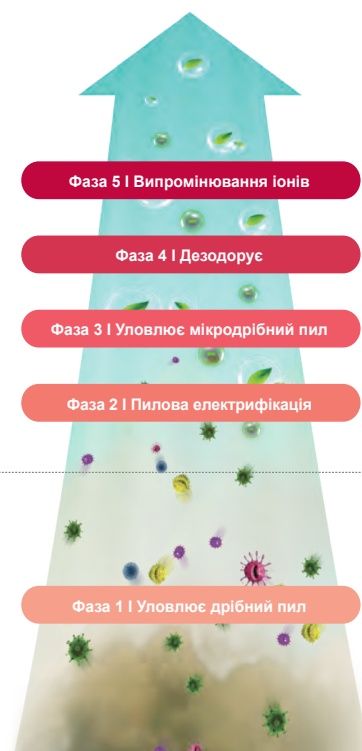 Фаза 5 I Випромінювання іонів
Фаза 4 I Дезодорує
Фаза 3 I Уловлює мікродрібний пил
Фаза 2 I Пилова електрифікація
Фаза 1 I Уловлює дрібний пил